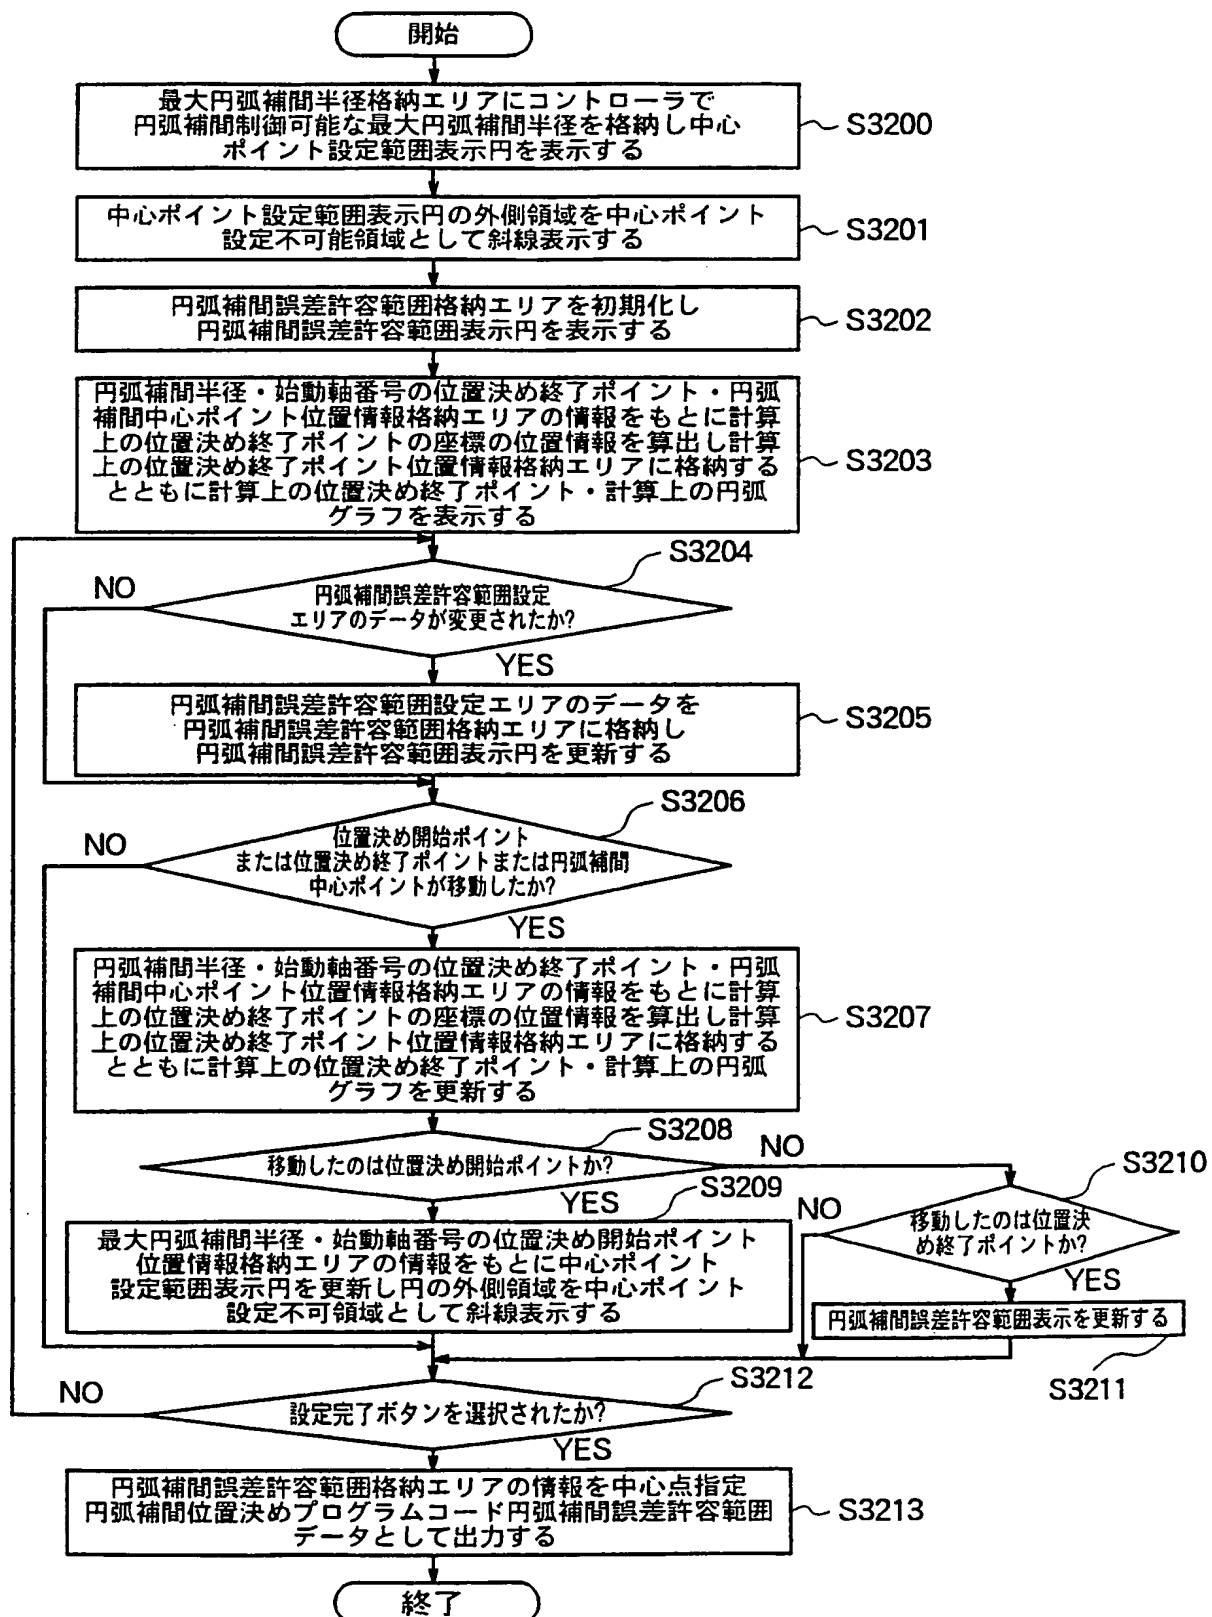 開始
最大円弧補間半径格納エリアにコントローラで
円弧補間制御可能な最大円弧補間半径を格納し中心
ポイント設定範囲表示円を表示する
S3200
中心ポイント設定範囲表示円の外側領域を中心ポイント
設定不可能領域として斜線表示する
S3201
円弧補間誤差許容範囲格納エリアを初期化し
円弧補間誤差許容範囲表示円を表示する
S3202
円弧補間半径・始動軸番号の位置決め終了ポイント・円弧
補間中心ポイント位置情報格納エリアの情報をもとに計算
上の位置決め終了ポイントの座標の位置情報を算出し計算
上の位置決め終了ポイント位置情報格納エリアに格納する
とともに計算上の位置決め終了ポイント・計算上の円弧
グラフを表示する
S3203
S3204
NO
円弧補間誤差許容範囲設定
エリアのデータが変更されたか?
YES
円弧補間誤差許容範囲設定エリアのデータを
円弧補間誤差許容範囲格納エリアに格納し
円弧補間誤差許容範囲表示円を更新する
S3205
S3206
NO
位置決め開始ポイント
または位置決め終了ポイントまたは円弧補間
中心ポイントが移動したか?
YES
円弧補間半径・始動軸番号の位置決め終了ポイント・円弧
補間中心ポイント位置情報格納エリアの情報をもとに計算
上の位置決め終了ポイントの座標の位置情報を算出し計算
上の位置決め終了ポイント位置情報格納エリアに格納する
とともに計算上の位置決め終了ポイント・計算上の円弧
グラフを更新する
S3207
S3208
NO
移動したのは位置決め開始ポイントか?
YES
S3209
最大円弧補間半径・始動軸番号の位置決め開始ポイント
位置情報格納エリアの情報をもとに中心ポイント
設定範囲表示円を更新し円の外側領域を中心ポイント
設定不可領域として斜線表示する
S3210
NO
移動したのは位置決
め終了ポイントか?
YES
円弧補間誤差許容範囲表示を更新する
S3211
S3212
NO
設定完了ボタンを選択されたか?
YES
円弧補間誤差許容範囲格納エリアの情報を中心点指定
円弧補間位置決めプログラムコード円弧補間誤差許容範囲
データとして出力する
S3213
終了